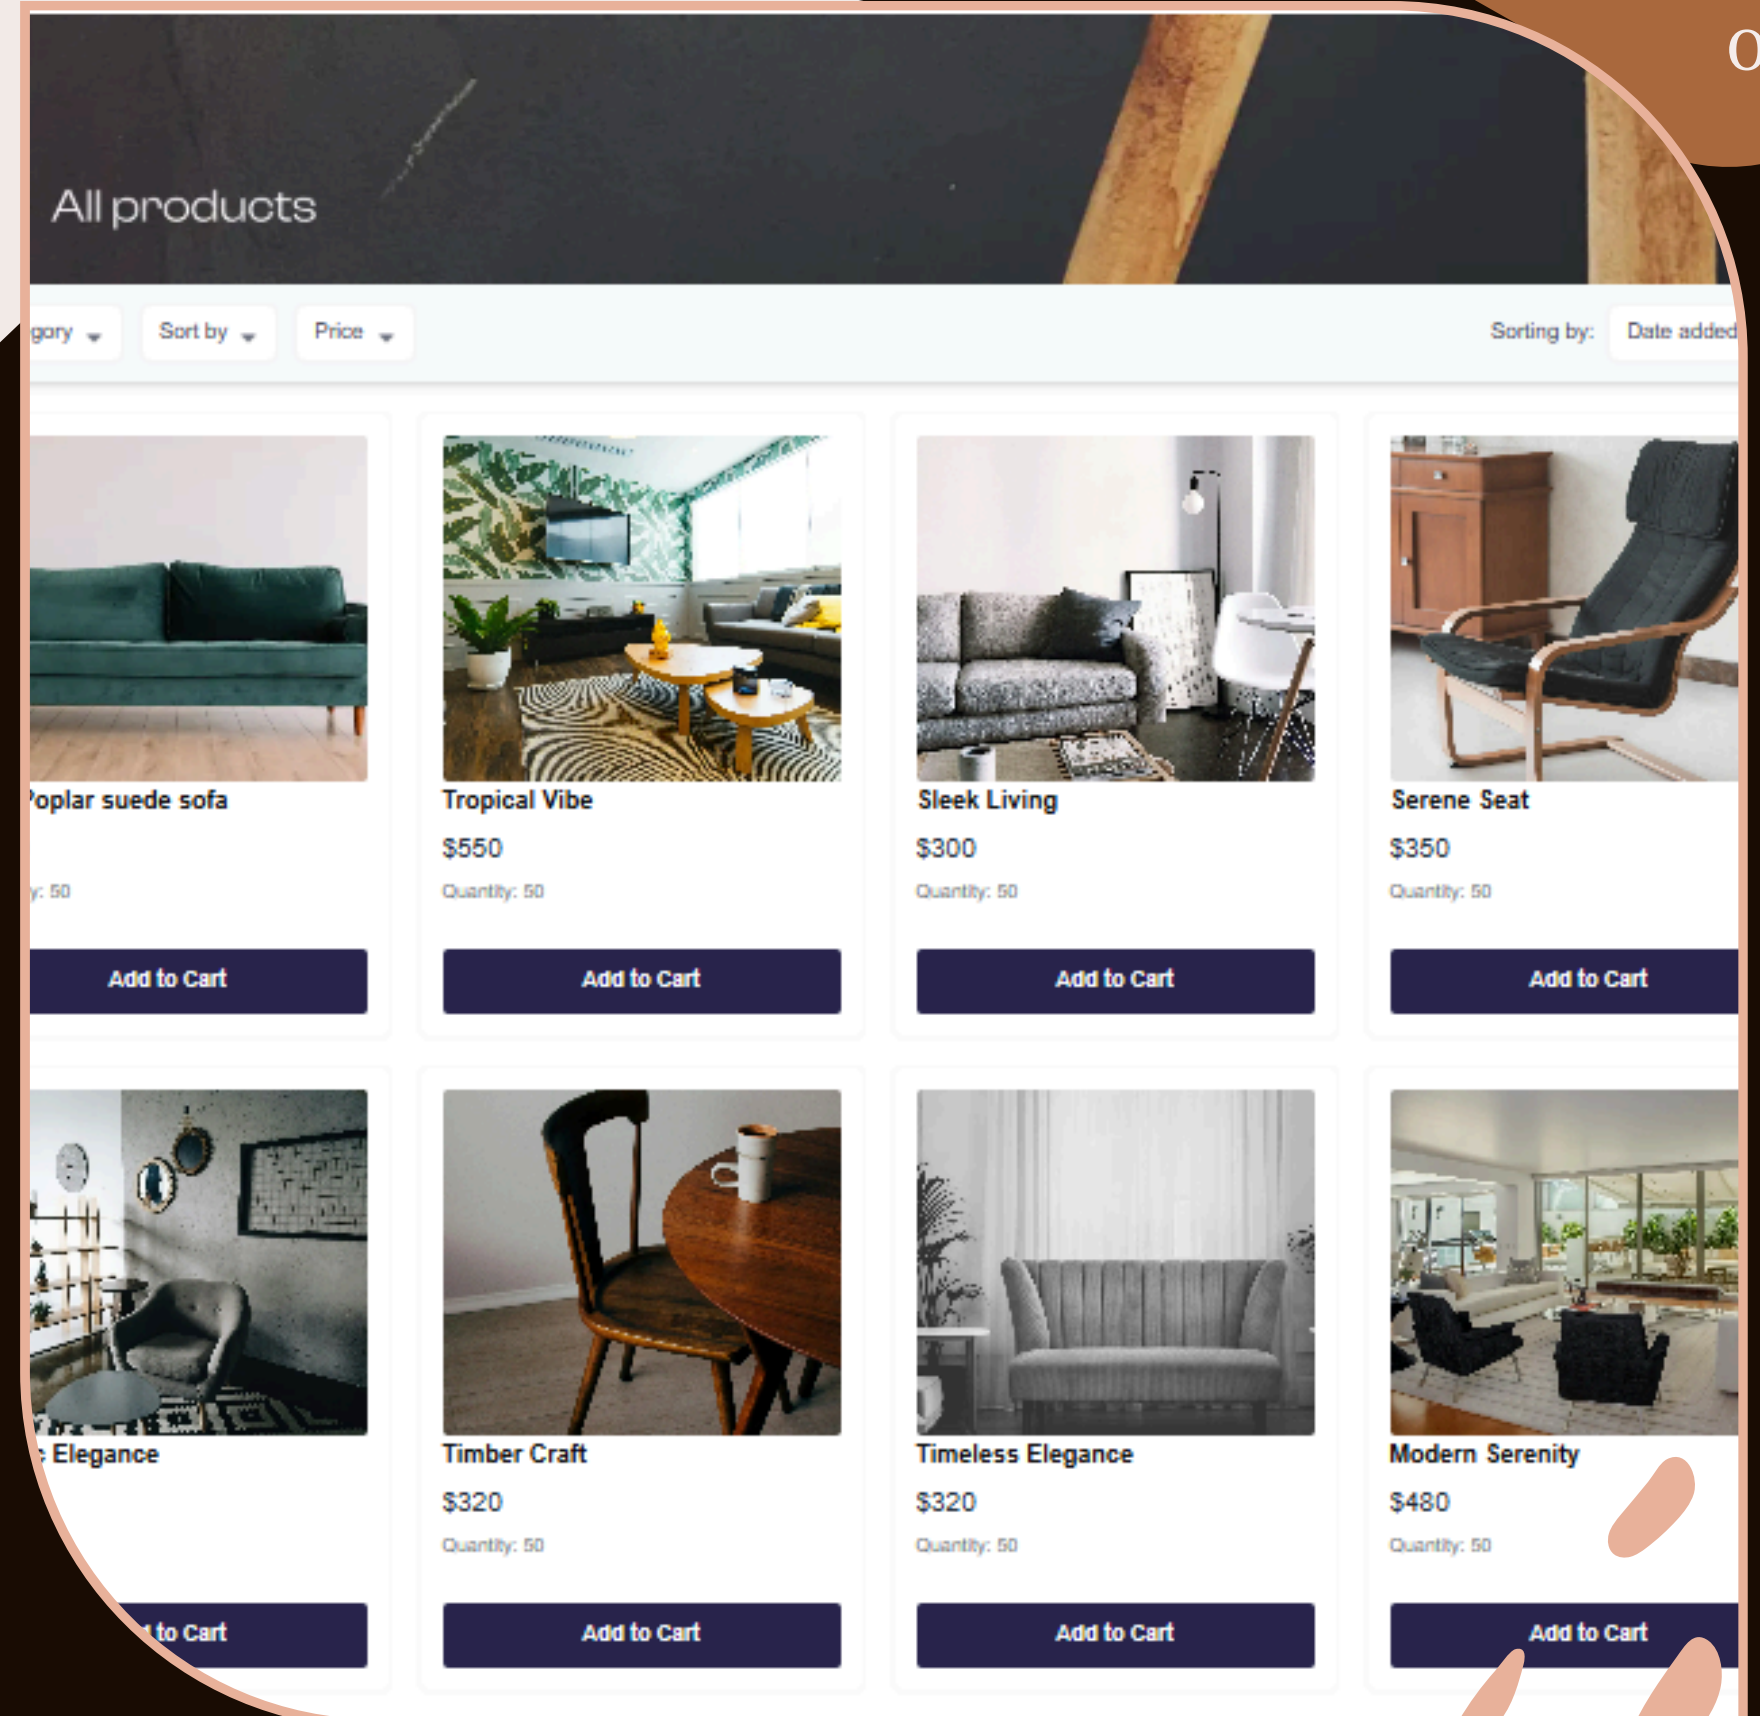 All products
Sort by
Price
Sorting by:
Date added
Poplar suede sofa
Tropical Vibe
Sleek Living
Serene Seat
$550
$300
$350
50
Quantity: 50
Quantity: 50
Quantity: 50
Add to Cart
Add to Cart
Add to Cart
Add to Cart
Elegance
Timber Craft
Timeless Elegance
Modern Serenity
$320
$320
$480
Quantity: 50
Quantity: 50
Quantity: 50
to Cart
Add to Cart
Add to Cart
Add to Cart